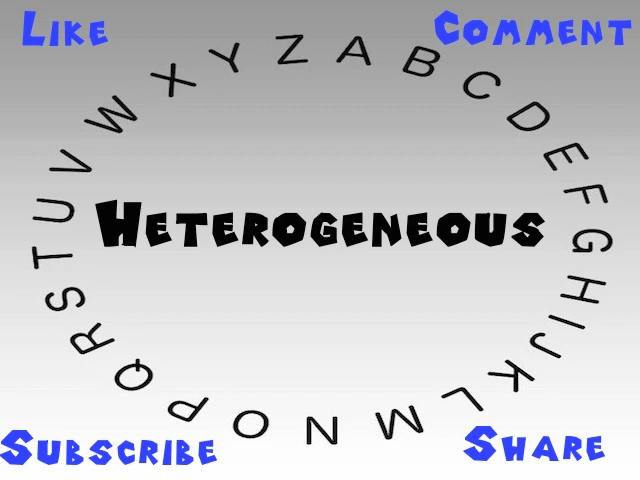 Like
Comment
A B C D E F G H I J K L M N O P Q R S T U V W X Y Z
Heterogeneous
Subscribe
Share